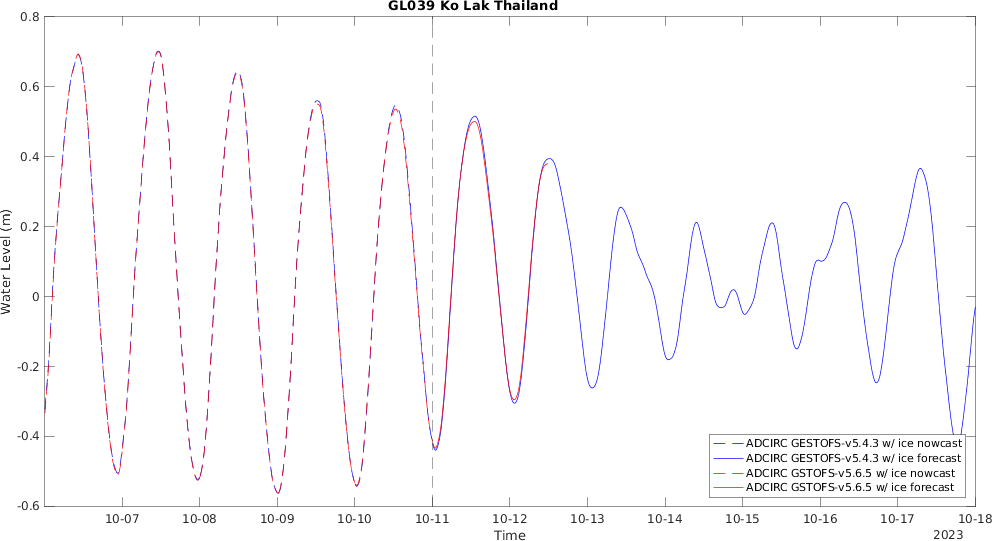 GL039 Ko Lak Thailand
0.8
0.6
0.4
0.2
0
-0.2
-0.4
-0.6
Water Level (m)
ADCIRC GESTOFS-v5.4.3 w/ ice nowcast
ADCIRC GESTOFS-v5.4.3 w/ ice forecast
ADCIRC GSTOFS-v5.6.5 w/ ice nowcast
ADCIRC GSTOFS-v5.6.5 w/ ice forecast
10-07 10-08 10-09 10-10 10-11 10-12 10-13 10-14 10-15 10-16 10-17 10-18
Time
2023